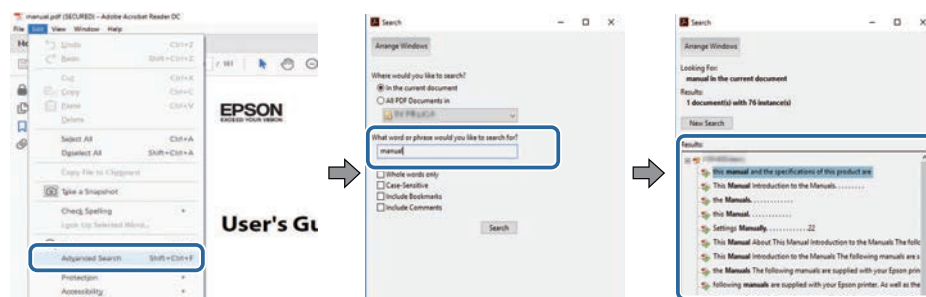 manual.pdf (SECURED) - Adobe Acrobat Reader DC
File Edit View Window Help
Undo Ctrl+Z
Redo Shift+Ctrl+Z
Cut Ctrl+X
Copy Ctrl+C
Paste Ctrl+V
Delete
Select All Ctrl+A
Deselect All Shift+Ctrl+A
Copy File to Clipboard
Take a Snapshot
Check Spelling
Look Up Selected Word...
Advanced Search Shift+Ctrl+F
Protection
Accessibility
EPSON
EXCEED YOUR VISION
User's Gu
Search
Arrange Windows
Where would you like to search?
In the current document
All PDF Documents in
What word or phrase would you like to search for?
manual
Whole words only
Case-Sensitive
Include Bookmarks
Include Comments
Search
Search
Arrange Windows
Looking For:
manual in the current document
Results:
1 document(s) with 76 instance(s)
New Search
Results:
this manual and the specifications of this product are
This Manual Introduction to the Manuals. . . . . . . . .
the Manuals. . . . . . . . . . . .
this Manual. . . . . . . . . . . .
Settings Manually. . . . . . . . . . . .22
This Manual About This Manual Introduction to the Manuals The follo
This Manual Introduction to the Manuals The following manuals are s
the Manuals The following manuals are supplied with your Epson prin
following manuals are supplied with your Epson printer. As well as the